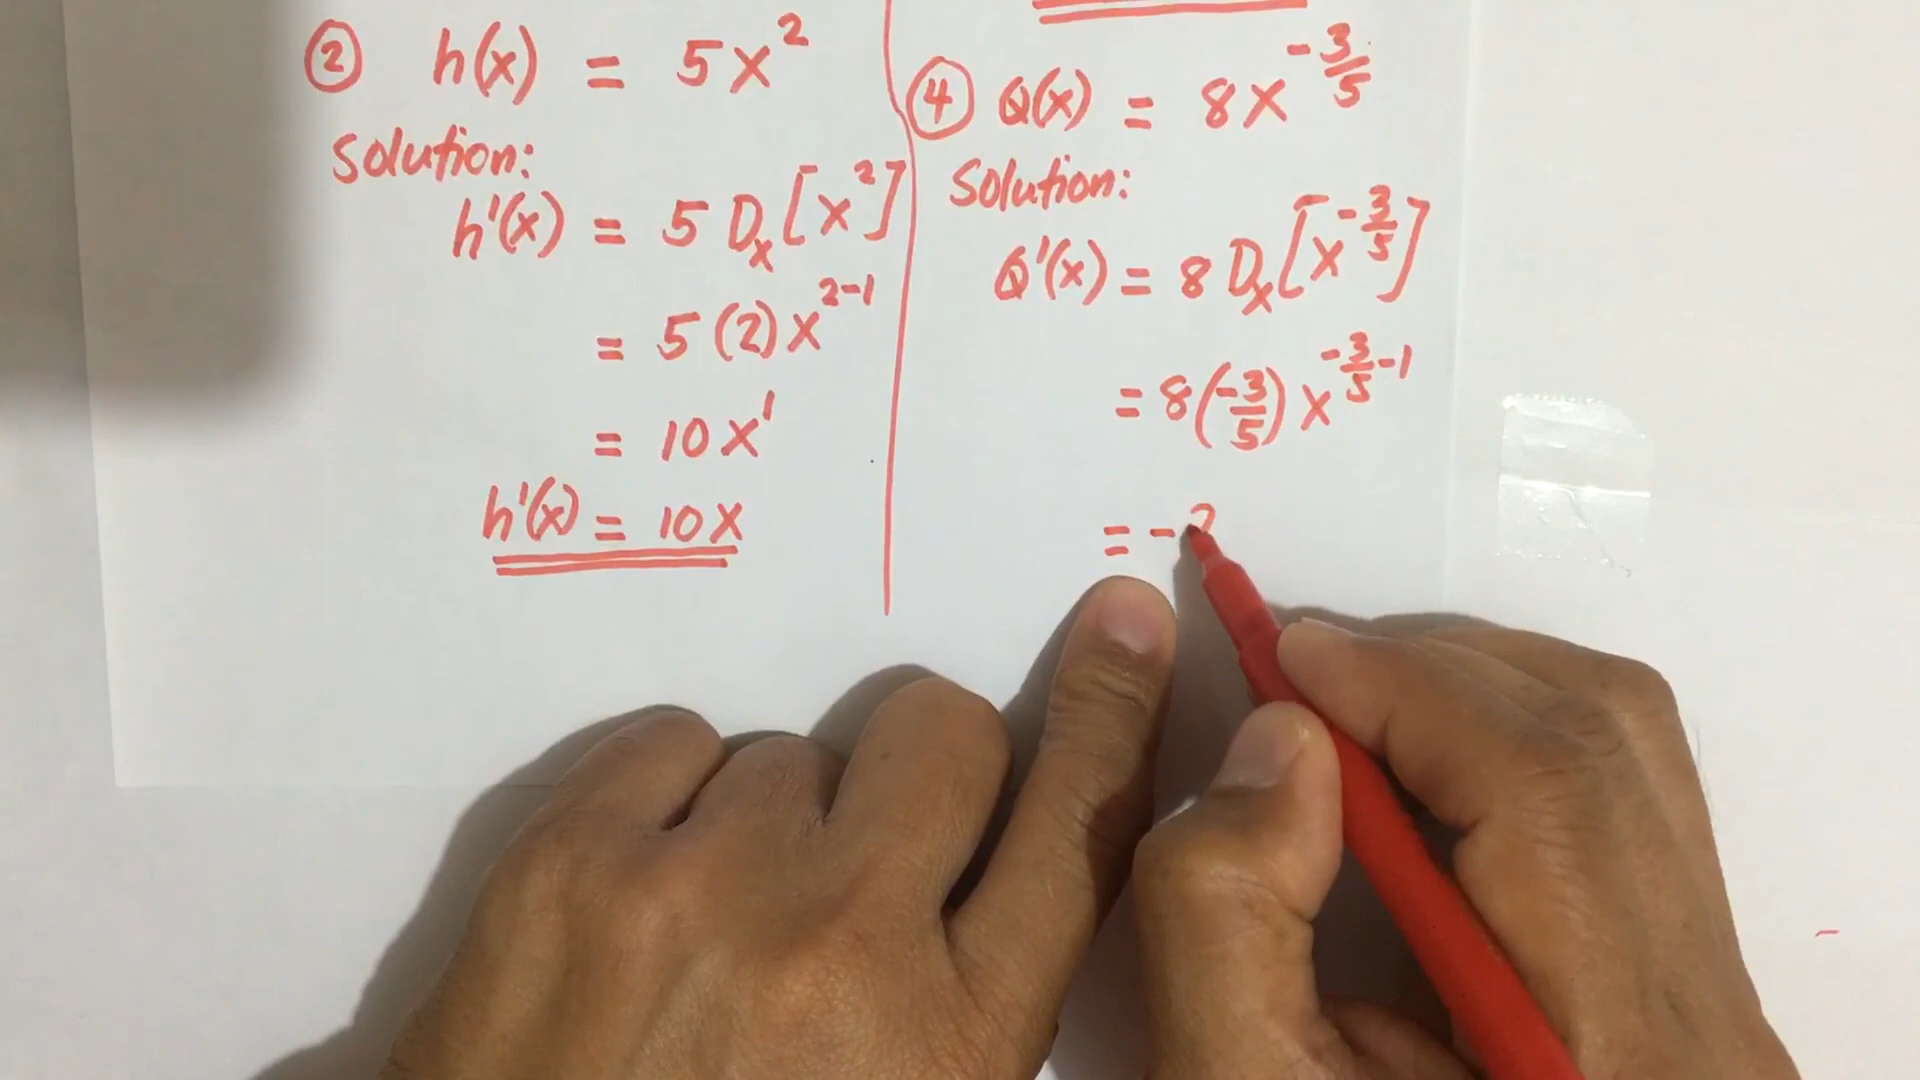 ② h(x) = 5x²
Solution:
h'(x) = 5 Dₓ[x²]
= 5(2)x²⁻¹
= 10x¹
h'(x) = 10x
④ Q(x) = 8x^(-3/5)
Solution:
Q'(x) = 8 Dₓ[x^(-3/5)]
= 8(-3/5)x^(-3/5-1)
= -